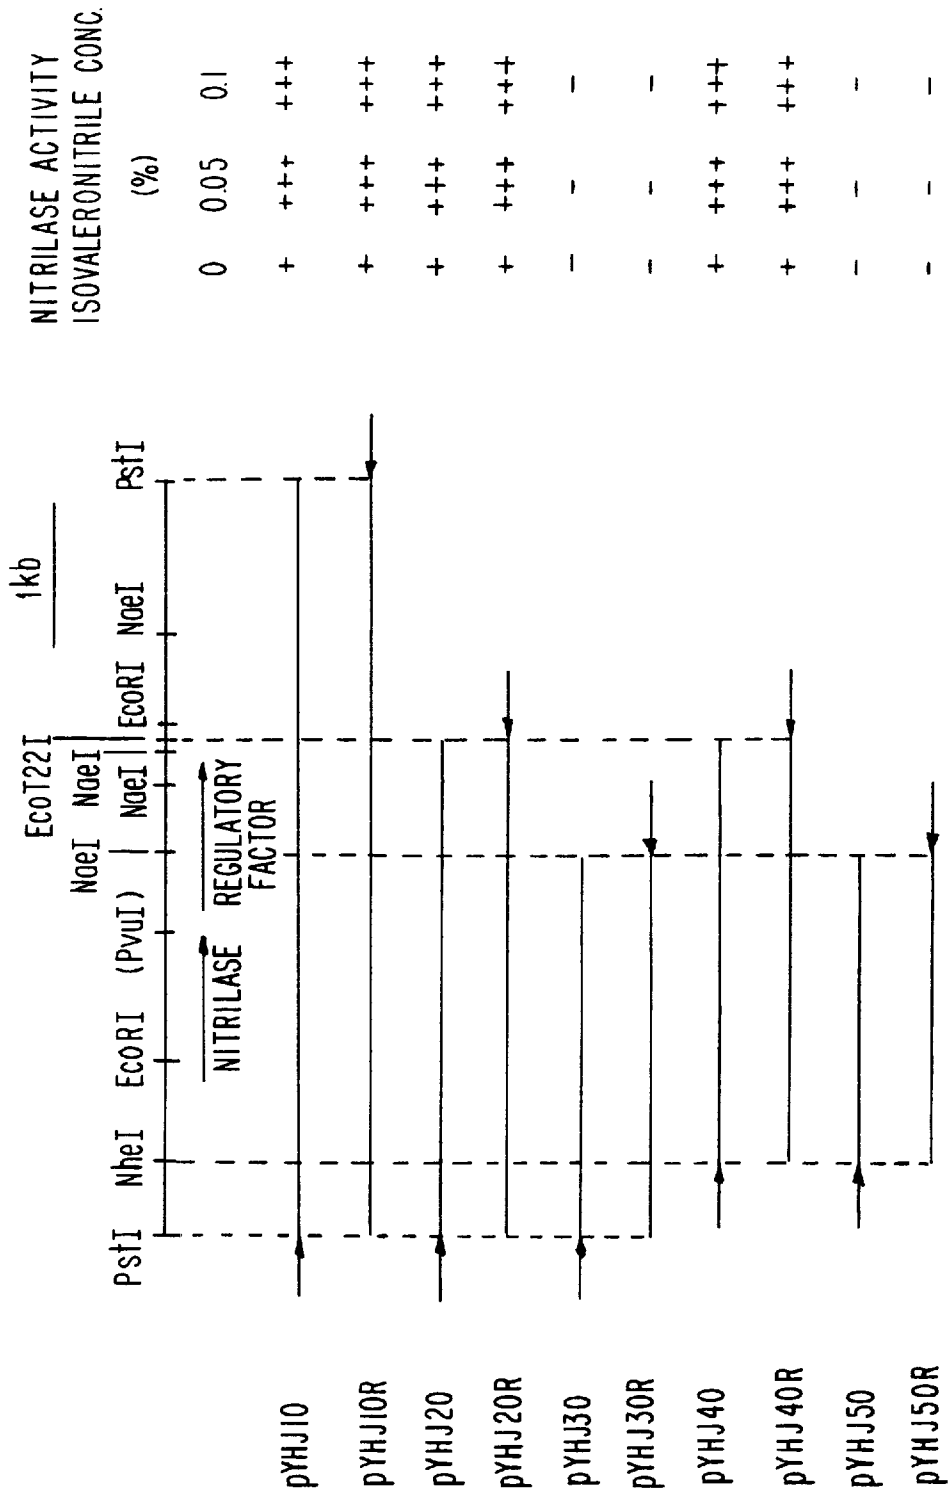 NITRILASE ACTIVITY
ISOVALERONITRILE CONC.
(%)
0 0.05 0.1
1kb
EcoT22I
NaeI NaeI
PstI NheI EcoRI (PvuI) NaeI EcoRI NaeI PstI
NITRILASE REGULATORY
FACTOR
pYHJ10 + +++ +++
pYHJ10R + +++ +++
pYHJ20 + +++ +++
pYHJ20R + +++ +++
pYHJ30 − − −
pYHJ30R − − −
pYHJ40 + +++ +++
pYHJ40R + +++ +++
pYHJ50 − − −
pYHJ50R − − −